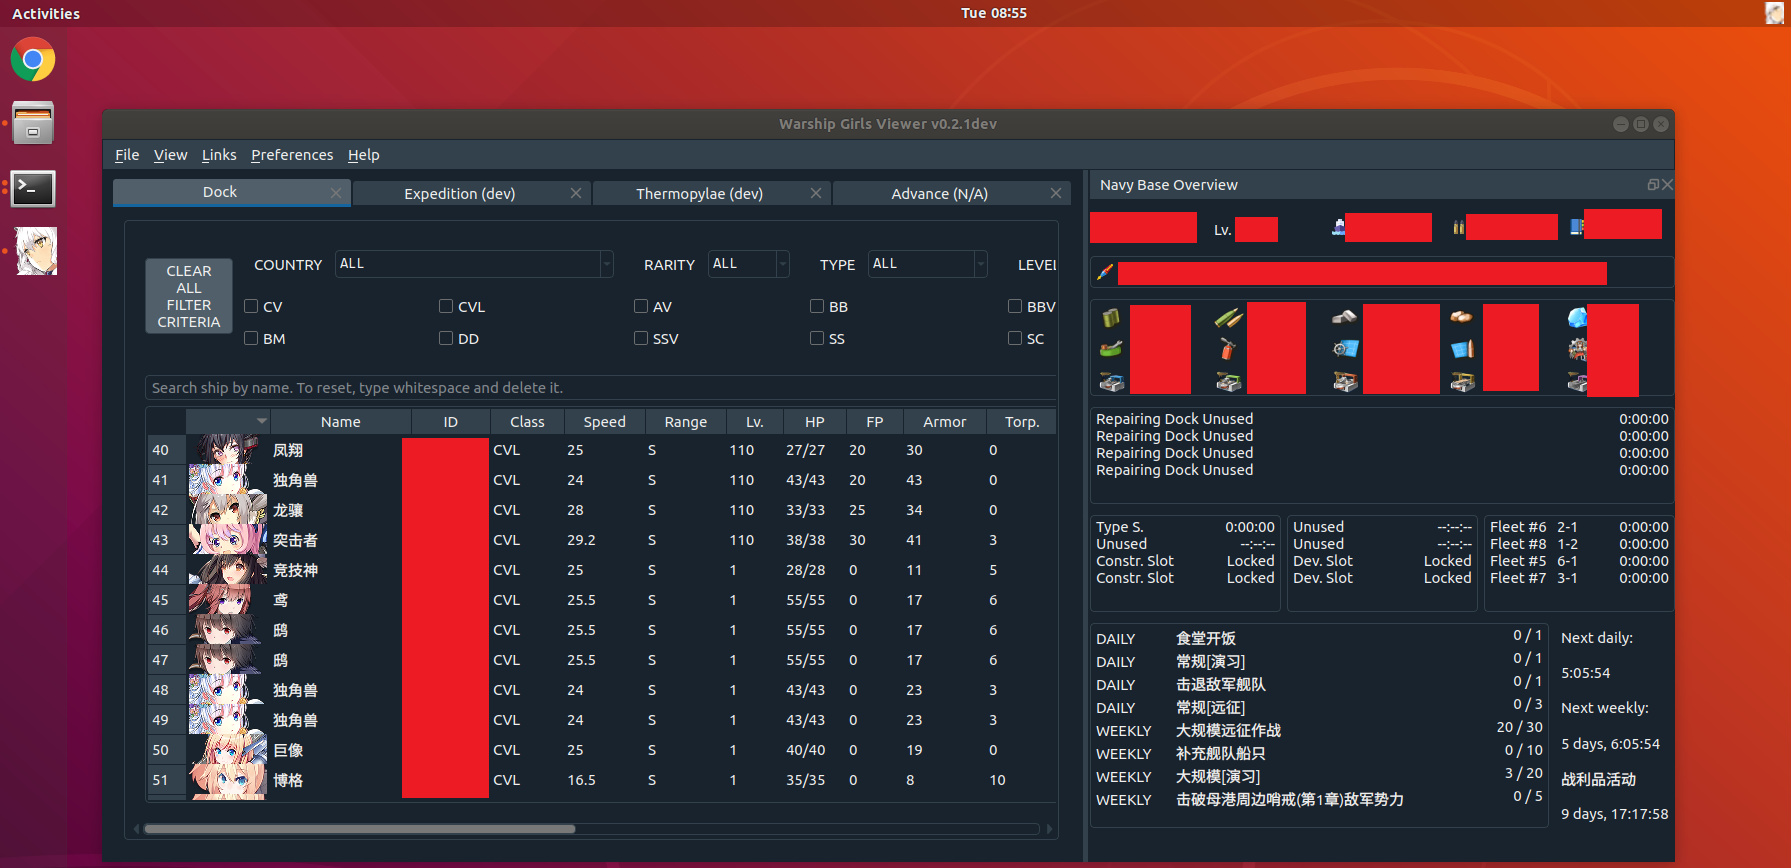 Activities
Tue 08:55
Warship Girls Viewer v0.2.1dev
File View Links Preferences Help
Dock
Expedition (dev)
Thermopylae (dev)
Advance (N/A)
CLEAR
ALL
FILTER
CRITERIA
COUNTRY ALL RARITY ALL TYPE ALL LEVEL
CV CVL AV BB BBV
BM DD SSV SS SC
Search ship by name. To reset, type whitespace and delete it.
Name ID Class Speed Range Lv. HP FP Armor Torp.
40 凤翔 CVL 25 S 110 27/27 20 30 0
41 独角兽 CVL 24 S 110 43/43 20 43 0
42 龙骧 CVL 28 S 110 33/33 25 34 0
43 突击者 CVL 29.2 S 110 38/38 30 41 3
44 竞技神 CVL 25 S 1 28/28 0 11 5
45 鸢 CVL 25.5 S 1 55/55 0 17 6
46 鸹 CVL 25.5 S 1 55/55 0 17 6
47 鸹 CVL 25.5 S 1 55/55 0 17 6
48 独角兽 CVL 24 S 1 43/43 0 23 3
49 独角兽 CVL 24 S 1 43/43 0 23 3
50 巨像 CVL 25 S 1 40/40 0 19 0
51 博格 CVL 16.5 S 1 35/35 0 8 10
Navy Base Overview
Lv.
Repairing Dock Unused 0:00:00
Repairing Dock Unused 0:00:00
Repairing Dock Unused 0:00:00
Repairing Dock Unused 0:00:00
Type S. 0:00:00
Unused --:--:--
Constr. Slot Locked
Constr. Slot Locked
Unused --:--:--
Unused --:--:--
Dev. Slot Locked
Dev. Slot Locked
Fleet #6 2-1 0:00:00
Fleet #8 1-2 0:00:00
Fleet #5 6-1 0:00:00
Fleet #7 3-1 0:00:00
DAILY 食堂开饭 0 / 1
DAILY 常规[演习] 0 / 1
DAILY 击退敌军舰队 0 / 1
DAILY 常规[远征] 0 / 3
WEEKLY 大规模远征作战 20 / 30
WEEKLY 补充舰队船只 0 / 10
WEEKLY 大规模[演习] 3 / 20
WEEKLY 击破母港周边哨戒(第1章)敌军势力 0 / 5
Next daily:
5:05:54
Next weekly:
5 days, 6:05:54
战利品活动
9 days, 17:17:58